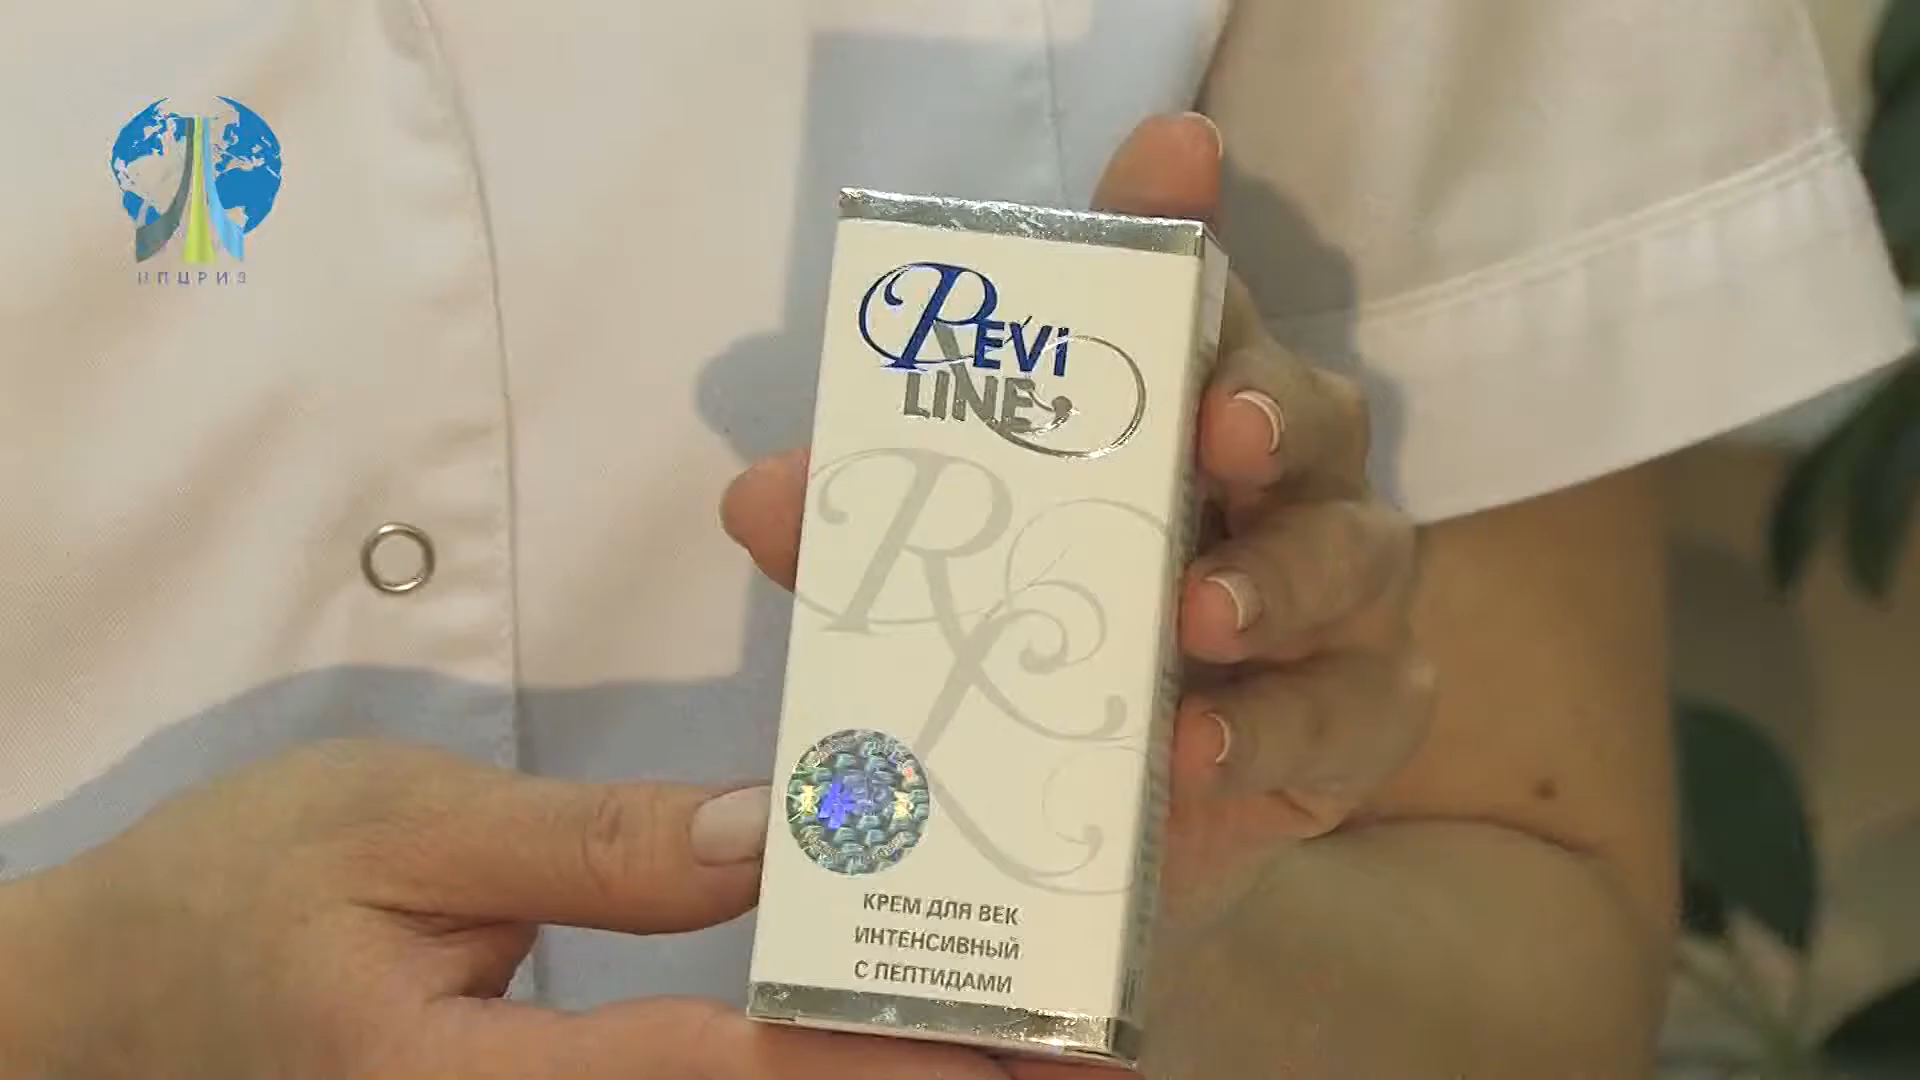 НПЦРИЗ
REVI
LINE
RL
КРЕМ ДЛЯ ВЕК
ИНТЕНСИВНЫЙ
С ПЕПТИДАМИ